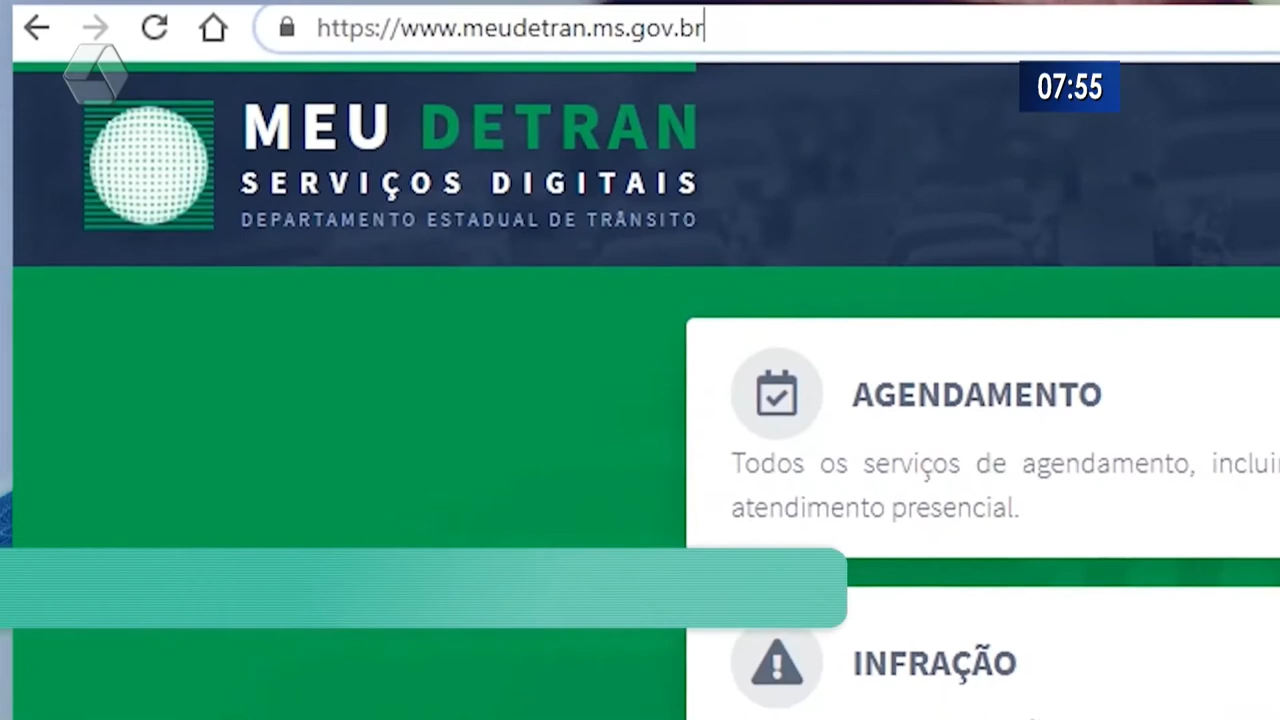 https://www.meudetran.ms.gov.br
07:55
MEU DETRAN
SERVIÇOS DIGITAIS
DEPARTAMENTO ESTADUAL DE TRÂNSITO
AGENDAMENTO
Todos os serviços de agendamento,
atendimento presencial.
INFRAÇÃO